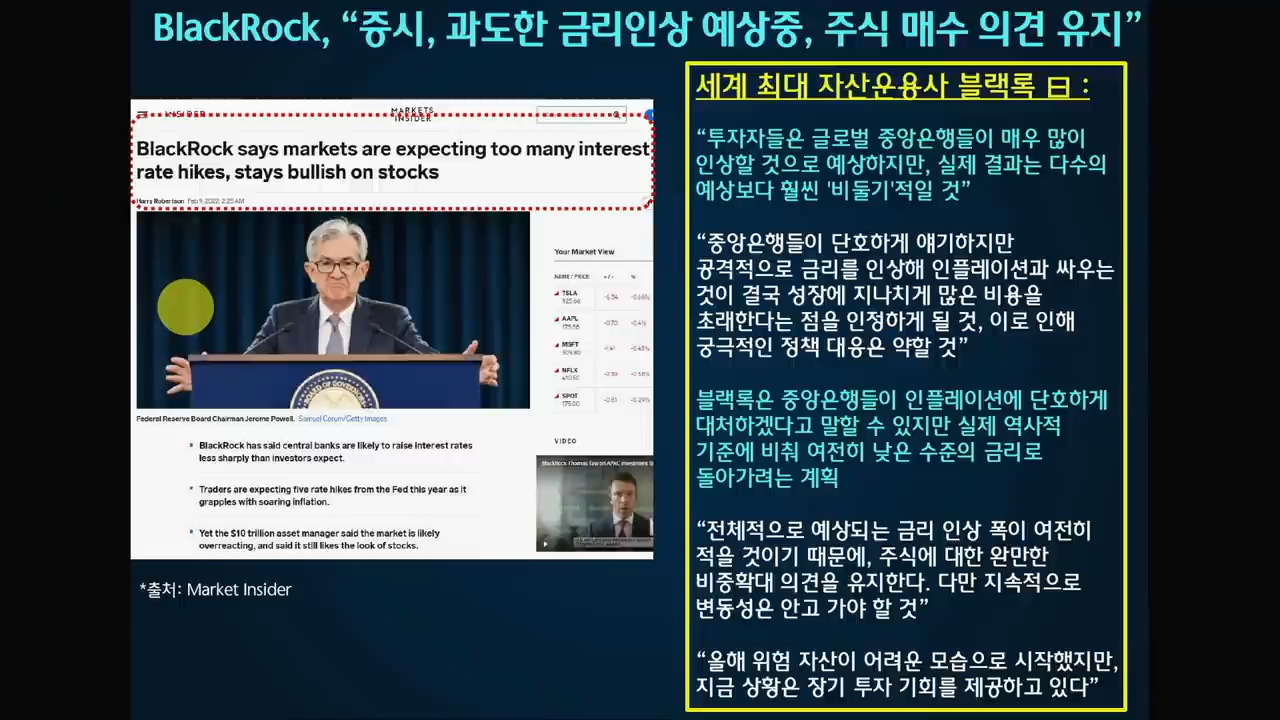 BlackRock, “증시, 과도한 금리인상 예상중, 주식 매수 의견 유지”
INSIDER
MARKETS
INSIDER
BlackRock says markets are expecting too many interest
rate hikes, stays bullish on stocks
Harry Robertson Feb 9, 2022, 2:25 AM
Federal Reserve Board Chairman Jerome Powell. Samuel Corum/Getty Images
BlackRock has said central banks are likely to raise interest rates
less sharply than investors expect.
Traders are expecting five rate hikes from the Fed this year as it
grapples with soaring inflation.
Yet the $10 trillion asset manager said the market is likely
overreacting, and said it still likes the look of stocks.
Your Market View
NAME / PRICE +/- %
TSLA
AAPL
MSFT
NFLX
SPOT
175.00
VIDEO
*출처: Market Insider
세계 최대 자산운용사 블랙록 曰 :
“투자자들은 글로벌 중앙은행들이 매우 많이
인상할 것으로 예상하지만, 실제 결과는 다수의
예상보다 훨씬 '비둘기'적일 것”
“중앙은행들이 단호하게 얘기하지만
공격적으로 금리를 인상해 인플레이션과 싸우는
것이 결국 성장에 지나치게 많은 비용을
초래한다는 점을 인정하게 될 것, 이로 인해
궁극적인 정책 대응은 약할 것”
블랙록은 중앙은행들이 인플레이션에 단호하게
대처하겠다고 말할 수 있지만 실제 역사적
기준에 비춰 여전히 낮은 수준의 금리로
돌아가려는 계획
“전체적으로 예상되는 금리 인상 폭이 여전히
적을 것이기 때문에, 주식에 대한 완만한
비중확대 의견을 유지한다. 다만 지속적으로
변동성은 안고 가야 할 것”
“올해 위험 자산이 어려운 모습으로 시작했지만,
지금 상황은 장기 투자 기회를 제공하고 있다”